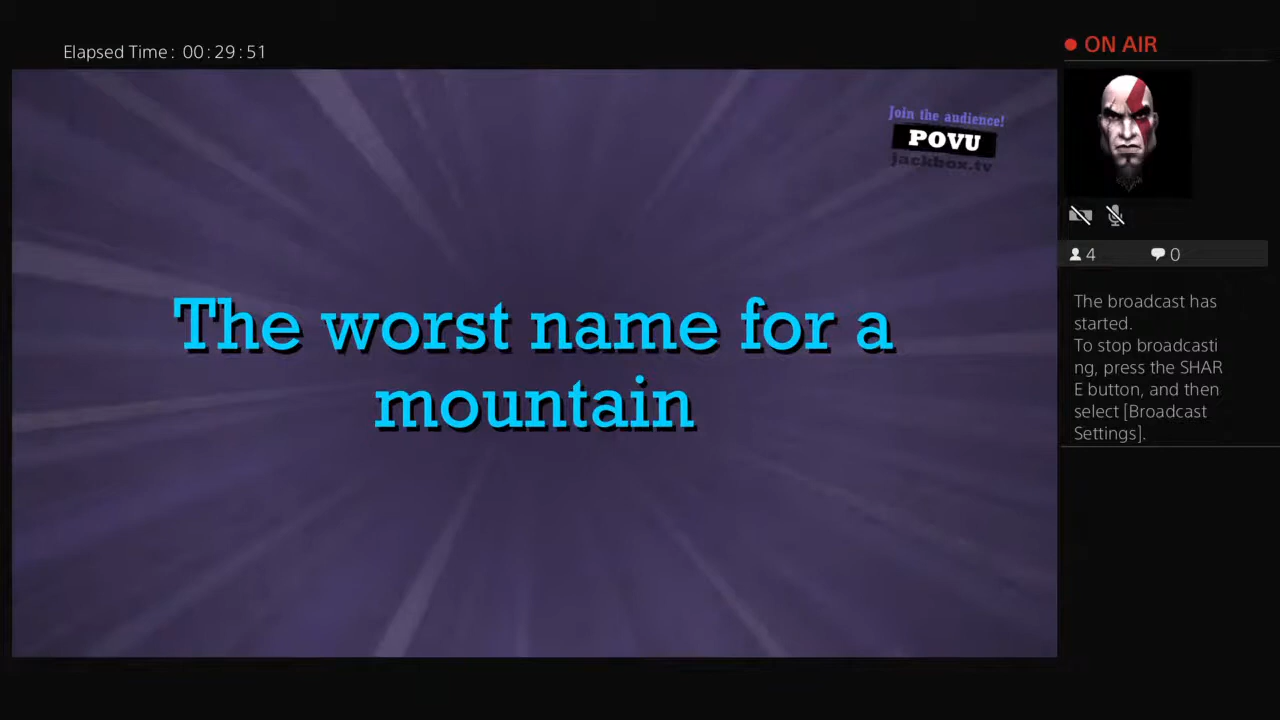 Elapsed Time: 00:29:51
ON AIR
Join the audience!
POVU
jackbox.tv
The worst name for a
mountain
4
0
The broadcast has
started.
To stop broadcasti
ng, press the SHAR
E button, and then
select [Broadcast
Settings].